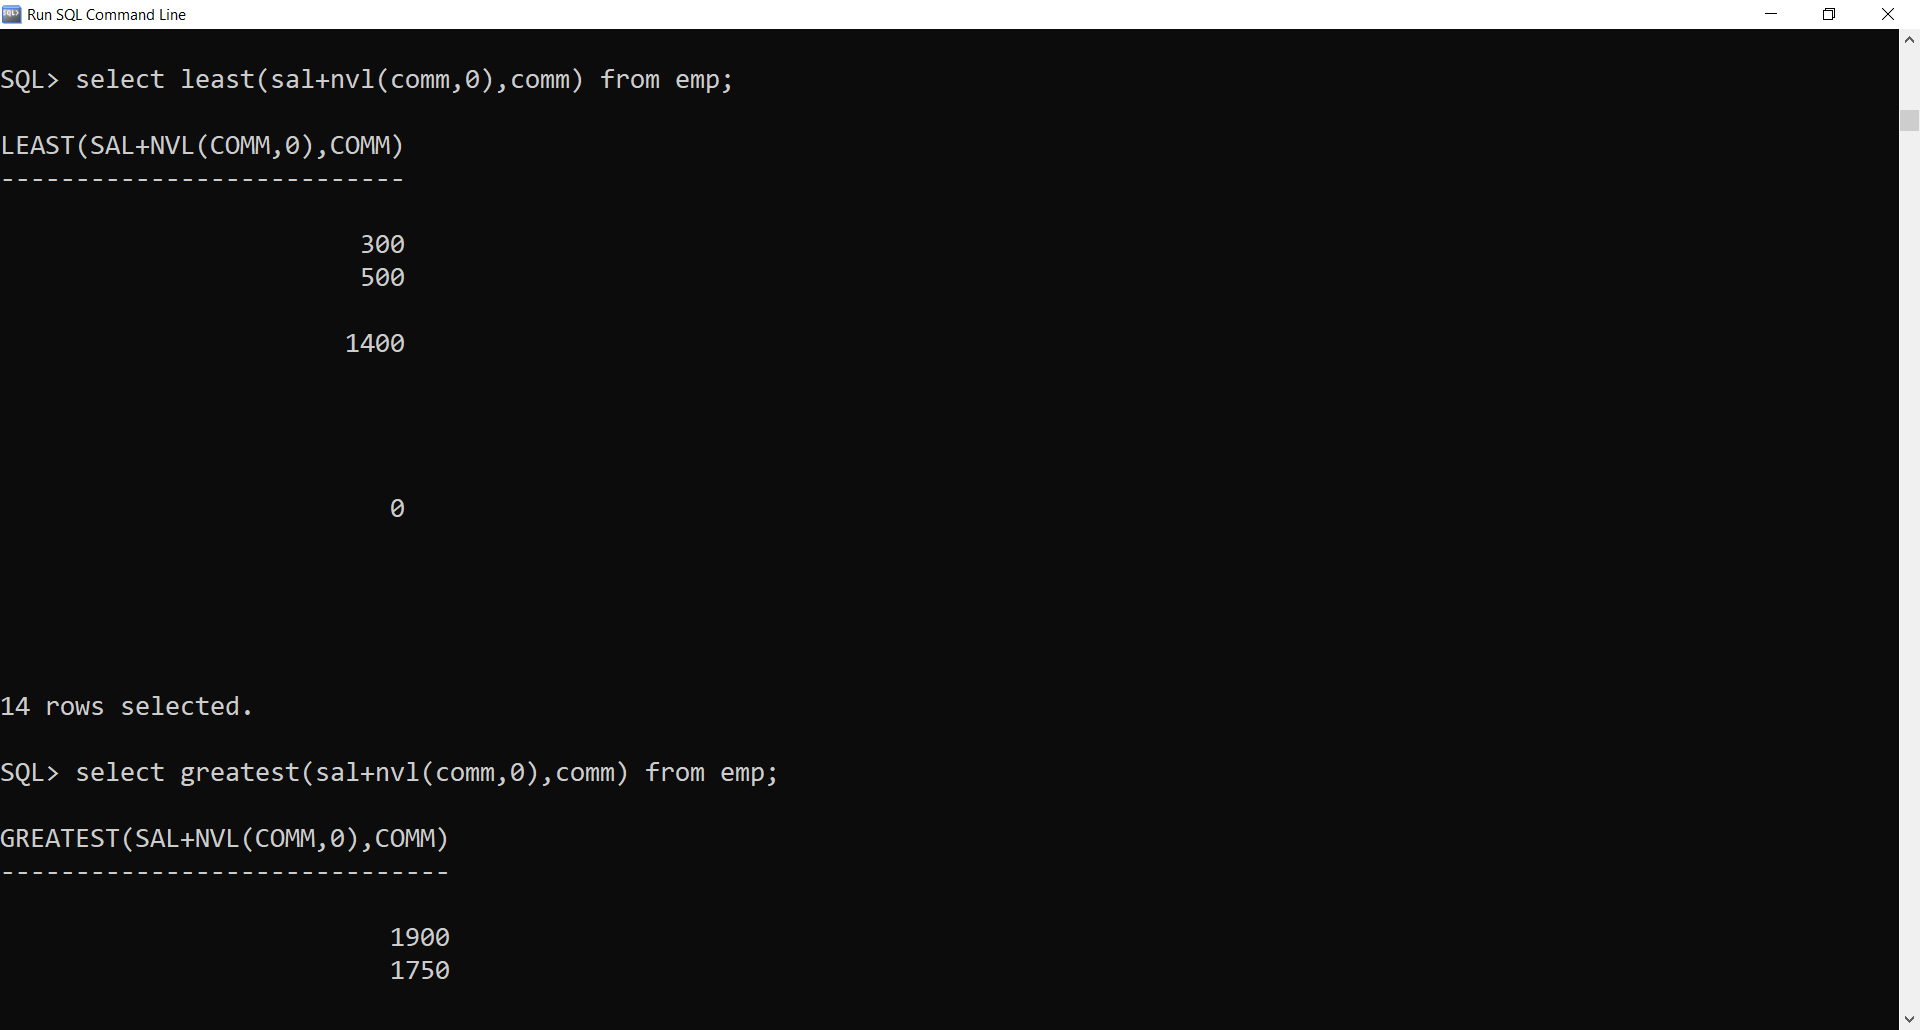 Run SQL Command Line
SQL> select least(sal+nvl(comm,0),comm) from emp;
LEAST(SAL+NVL(COMM,0),COMM)
---------------------------
300
500
1400
0
14 rows selected.
SQL> select greatest(sal+nvl(comm,0),comm) from emp;
GREATEST(SAL+NVL(COMM,0),COMM)
------------------------------
1900
1750